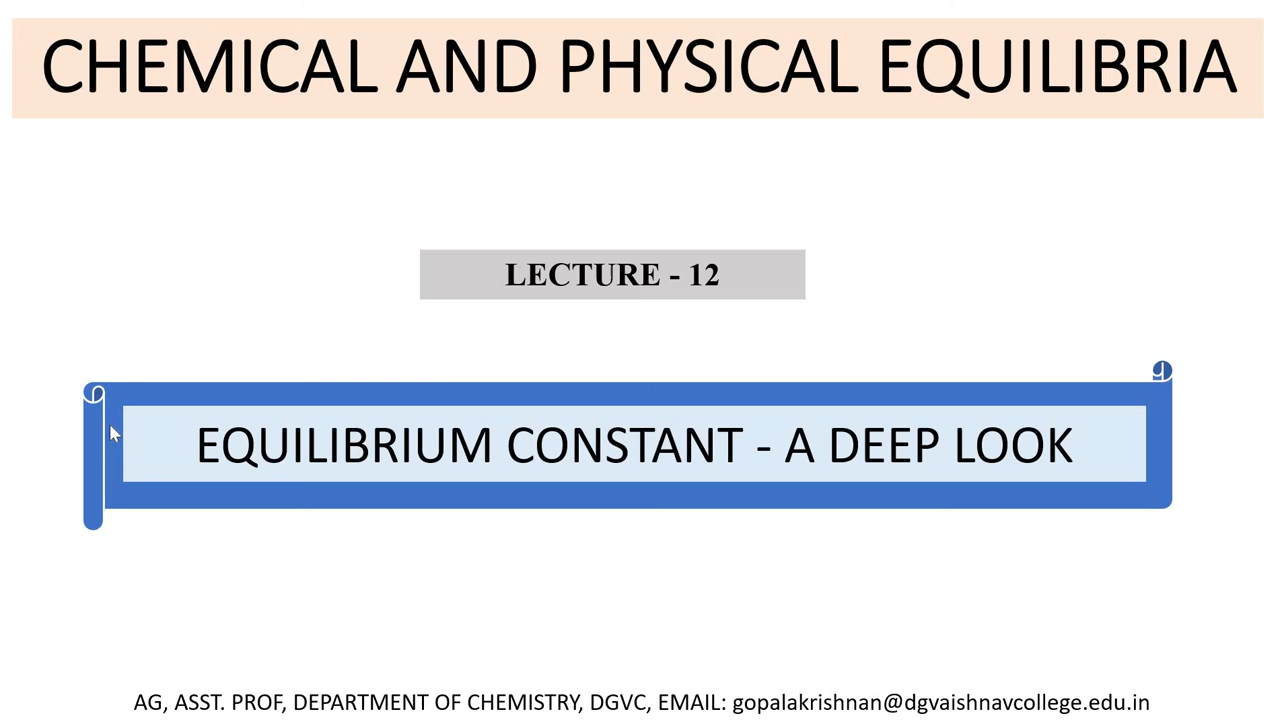 CHEMICAL AND PHYSICAL EQUILIBRIA
LECTURE - 12
EQUILIBRIUM CONSTANT - A DEEP LOOK
AG, ASST. PROF, DEPARTMENT OF CHEMISTRY, DGVC, EMAIL: gopalakrishnan@dgvaishnavcollege.edu.in